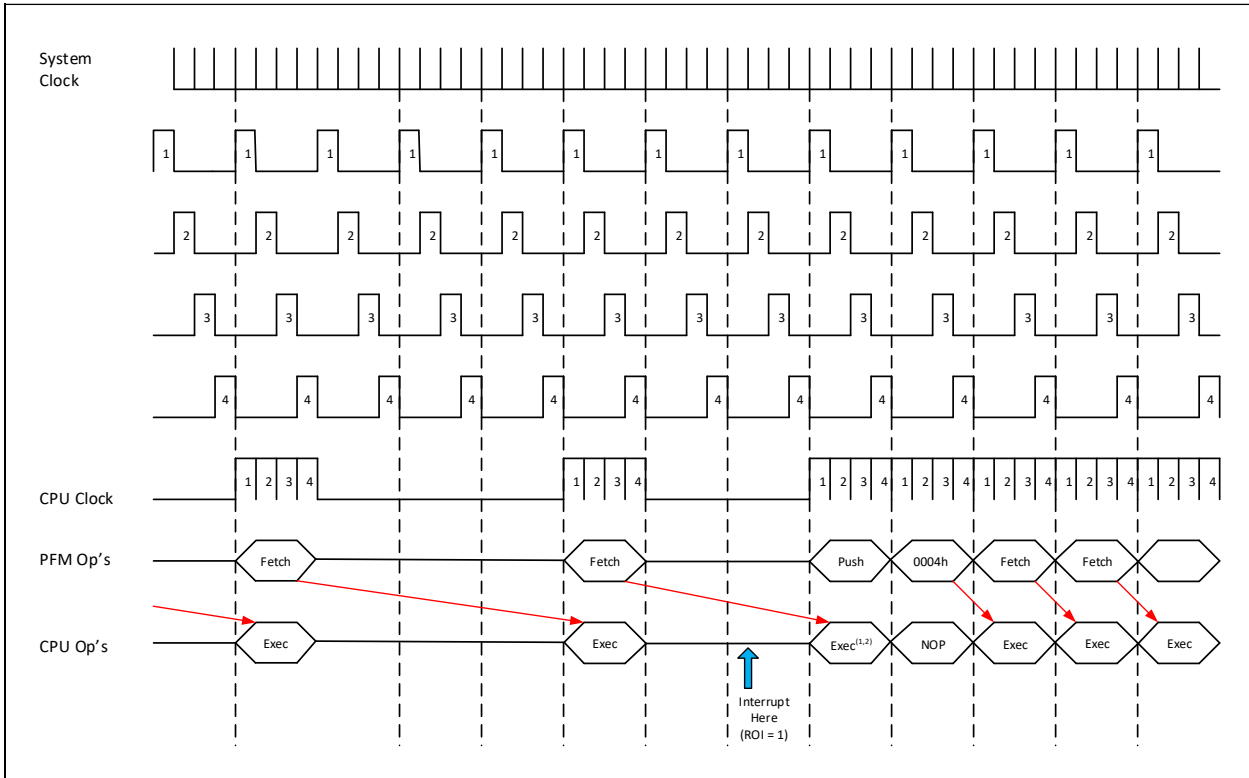 System
Clock
1 1 1 1 1 1 1 1 1 1 1 1 1
2 2 2 2 2 2 2 2 2 2 2 2 2
3 3 3 3 3 3 3 3 3 3 3 3 3
4 4 4 4 4 4 4 4 4 4 4 4 4
CPU Clock 1 2 3 4 1 2 3 4 1 2 3 4 1 2 3 4 1 2 3 4 1 2 3 4 1 2 3 4
PFM Op's Fetch Fetch Push 0004h Fetch Fetch
CPU Op's Exec Exec Exec(1,2) NOP Exec Exec Exec
Interrupt
Here
(ROI = 1)